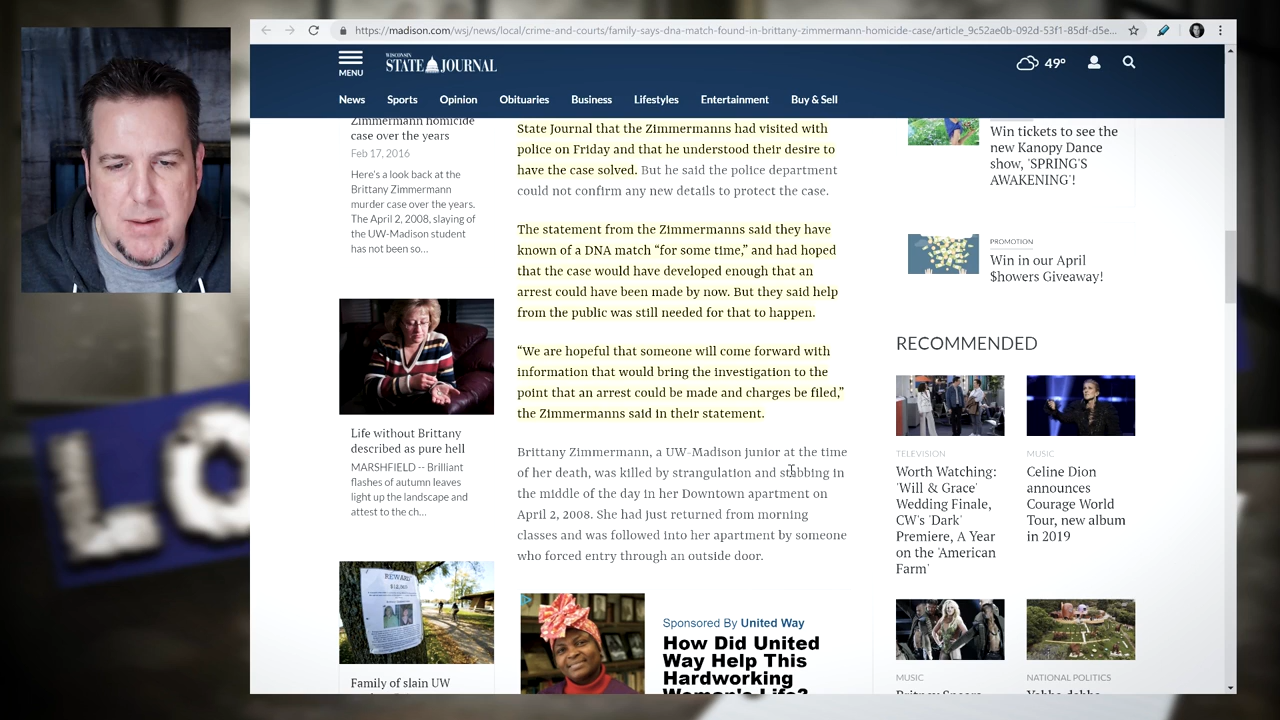 https://madison.com/wsj/news/local/crime-and-courts/family-says-dna-match-found-in-brittany-zimmermann-homicide-case/article_9c52ae0b-092d-53f1-85df-d5e...
MENU
WISCONSIN
STATE JOURNAL
49°
News
Sports
Opinion
Obituaries
Business
Lifestyles
Entertainment
Buy & Sell
Zimmermann homicide
case over the years
Feb 17, 2016
Here's a look back at the
Brittany Zimmermann
murder case over the years.
The April 2, 2008, slaying of
the UW-Madison student
has not been so…
Life without Brittany
described as pure hell
MARSHFIELD -- Brilliant
flashes of autumn leaves
light up the landscape and
attest to the ch…
REWARD
Family of slain UW
State Journal that the Zimmermanns had visited with
police on Friday and that he understood their desire to
have the case solved. But he said the police department
could not confirm any new details to protect the case.
The statement from the Zimmermanns said they have
known of a DNA match “for some time,” and had hoped
that the case would have developed enough that an
arrest could have been made by now. But they said help
from the public was still needed for that to happen.
“We are hopeful that someone will come forward with
information that would bring the investigation to the
point that an arrest could be made and charges be filed,”
the Zimmermanns said in their statement.
Brittany Zimmermann, a UW-Madison junior at the time
of her death, was killed by strangulation and stabbing in
the middle of the day in her Downtown apartment on
April 2, 2008. She had just returned from morning
classes and was followed into her apartment by someone
who forced entry through an outside door.
Sponsored By United Way
How Did United
Way Help This
Hardworking
Woman's Life?
Win tickets to see the
new Kanopy Dance
show, 'SPRING'S
AWAKENING'!
PROMOTION
Win in our April
$howers Giveaway!
RECOMMENDED
TELEVISION
Worth Watching:
'Will & Grace'
Wedding Finale,
CW's 'Dark'
Premiere, A Year
on the 'American
Farm'
MUSIC
Celine Dion
announces
Courage World
Tour, new album
in 2019
MUSIC
Britney Spears
NATIONAL POLITICS
Yabba-dabba-
LO